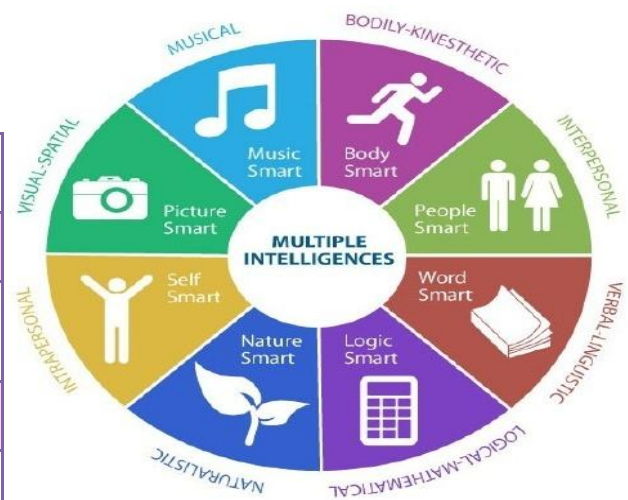 MUSICAL
BODILY-KINESTHETIC
INTERPERSONAL
VERBAL-LINGUISTIC
LOGICAL-MATHEMATICAL
NATURALISTIC
INTRAPERSONAL
VISUAL-SPATIAL
Music
Smart
Body
Smart
People
Smart
Word
Smart
Logic
Smart
Nature
Smart
Self
Smart
Picture
Smart
MULTIPLE
INTELLIGENCES